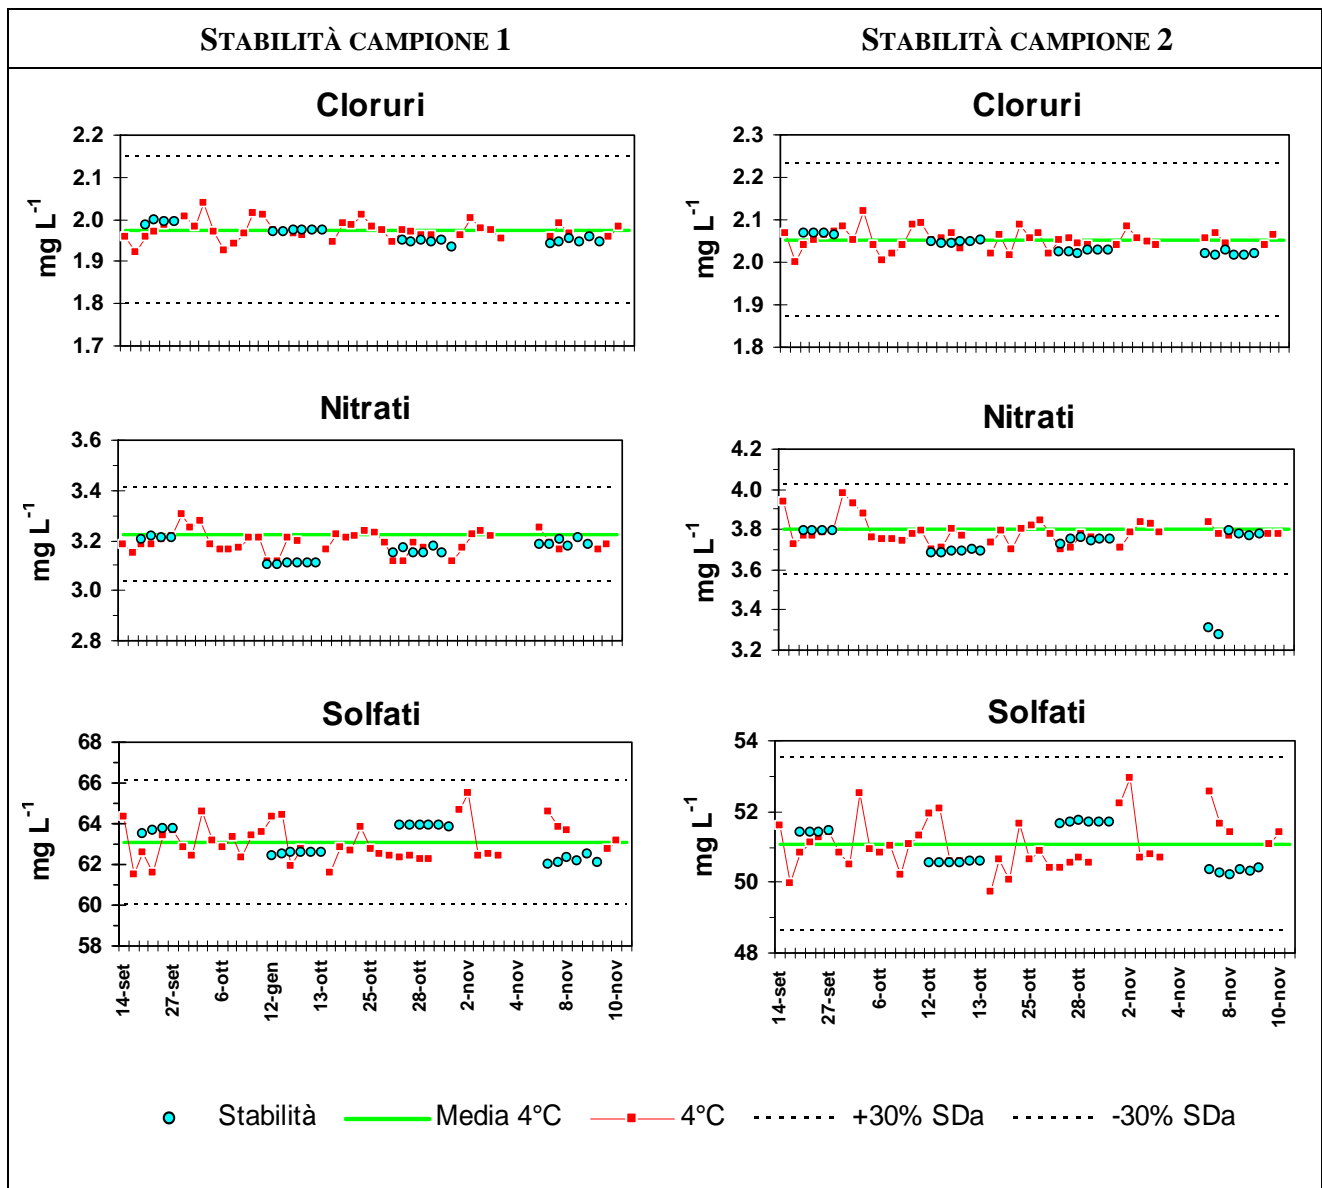 STABILITÀ CAMPIONE 1
STABILITÀ CAMPIONE 2
Cloruri
mg L-1
2.2
2.1
2.0
1.9
1.8
1.7
Cloruri
mg L-1
2.3
2.2
2.1
2.0
1.9
1.8
Nitrati
mg L-1
3.6
3.4
3.2
3.0
2.8
Nitrati
mg L-1
4.2
4.0
3.8
3.6
3.4
3.2
Solfati
mg L-1
68
66
64
62
60
58
14-set
27-set
6-ott
12-gen
13-ott
25-ott
28-ott
2-nov
4-nov
8-nov
10-nov
Solfati
mg L-1
54
52
50
48
14-set
27-set
6-ott
12-ott
13-ott
25-ott
28-ott
2-nov
4-nov
8-nov
10-nov
Stabilità Media 4°C 4°C +30% SDa -30% SDa